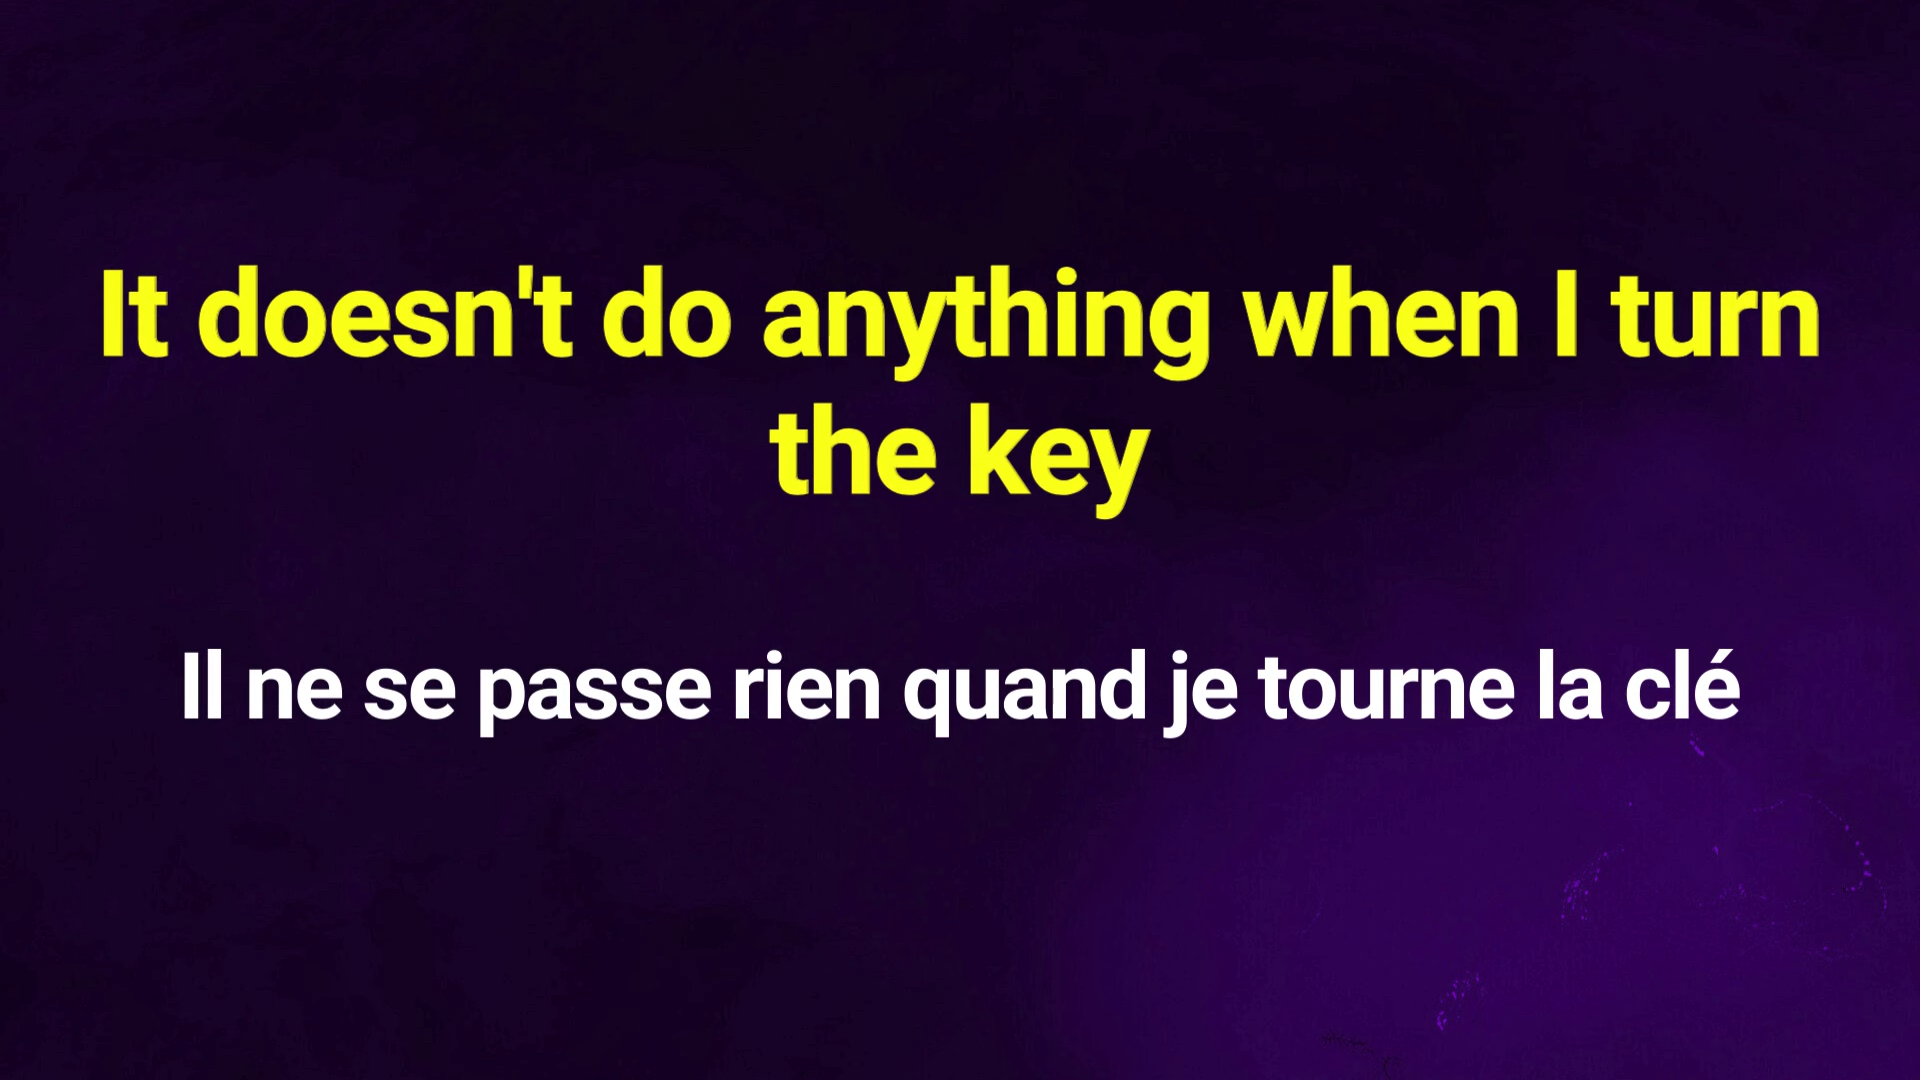 It doesn't do anything when I turn
the key
Il ne se passe rien quand je tourne la clé